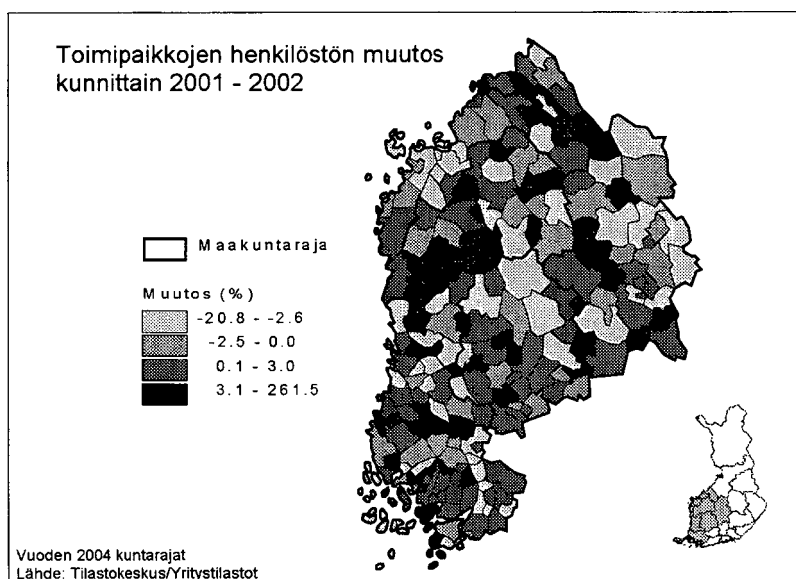 Toimipaikkojen henkilöstön muutos
kunnittain 2001 - 2002
Maakuntaraja
Muutos (%)
-20.8 - -2.6
-2.5 - 0.0
0.1 - 3.0
3.1 - 261.5
Vuoden 2004 kuntarajat
Lähde: Tilastokeskus/Yritystilastot